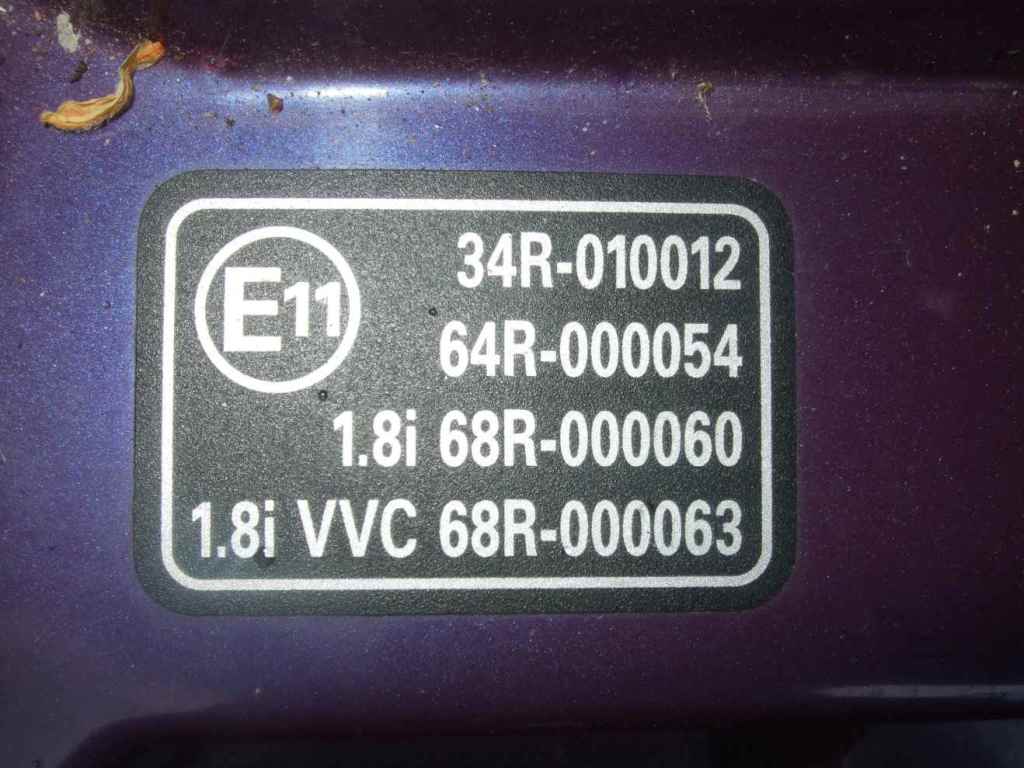 E11
34R-010012
64R-000054
1.8i 68R-000060
1.8i VVC 68R-000063